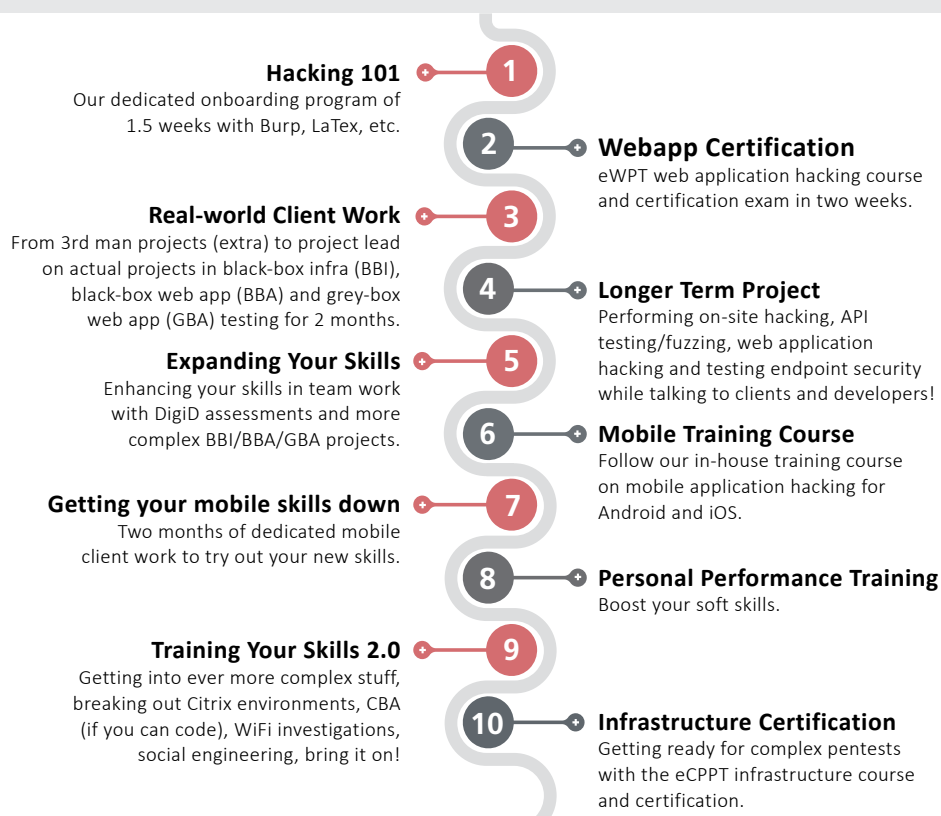 1
Hacking 101
Our dedicated onboarding program of
1.5 weeks with Burp, LaTex, etc.
2
Webapp Certification
eWPT web application hacking course
and certification exam in two weeks.
3
Real-world Client Work
From 3rd man projects (extra) to project lead
on actual projects in black-box infra (BBI),
black-box web app (BBA) and grey-box
web app (GBA) testing for 2 months.
4
Longer Term Project
Performing on-site hacking, API
testing/fuzzing, web application
hacking and testing endpoint security
while talking to clients and developers!
5
Expanding Your Skills
Enhancing your skills in team work
with DigiD assessments and more
complex BBI/BBA/GBA projects.
6
Mobile Training Course
Follow our in-house training course
on mobile application hacking for
Android and iOS.
7
Getting your mobile skills down
Two months of dedicated mobile
client work to try out your new skills.
8
Personal Performance Training
Boost your soft skills.
9
Training Your Skills 2.0
Getting into ever more complex stuff,
breaking out Citrix environments, CBA
(if you can code), WiFi investigations,
social engineering, bring it on!
10
Infrastructure Certification
Getting ready for complex pentests
with the eCPPT infrastructure course
and certification.